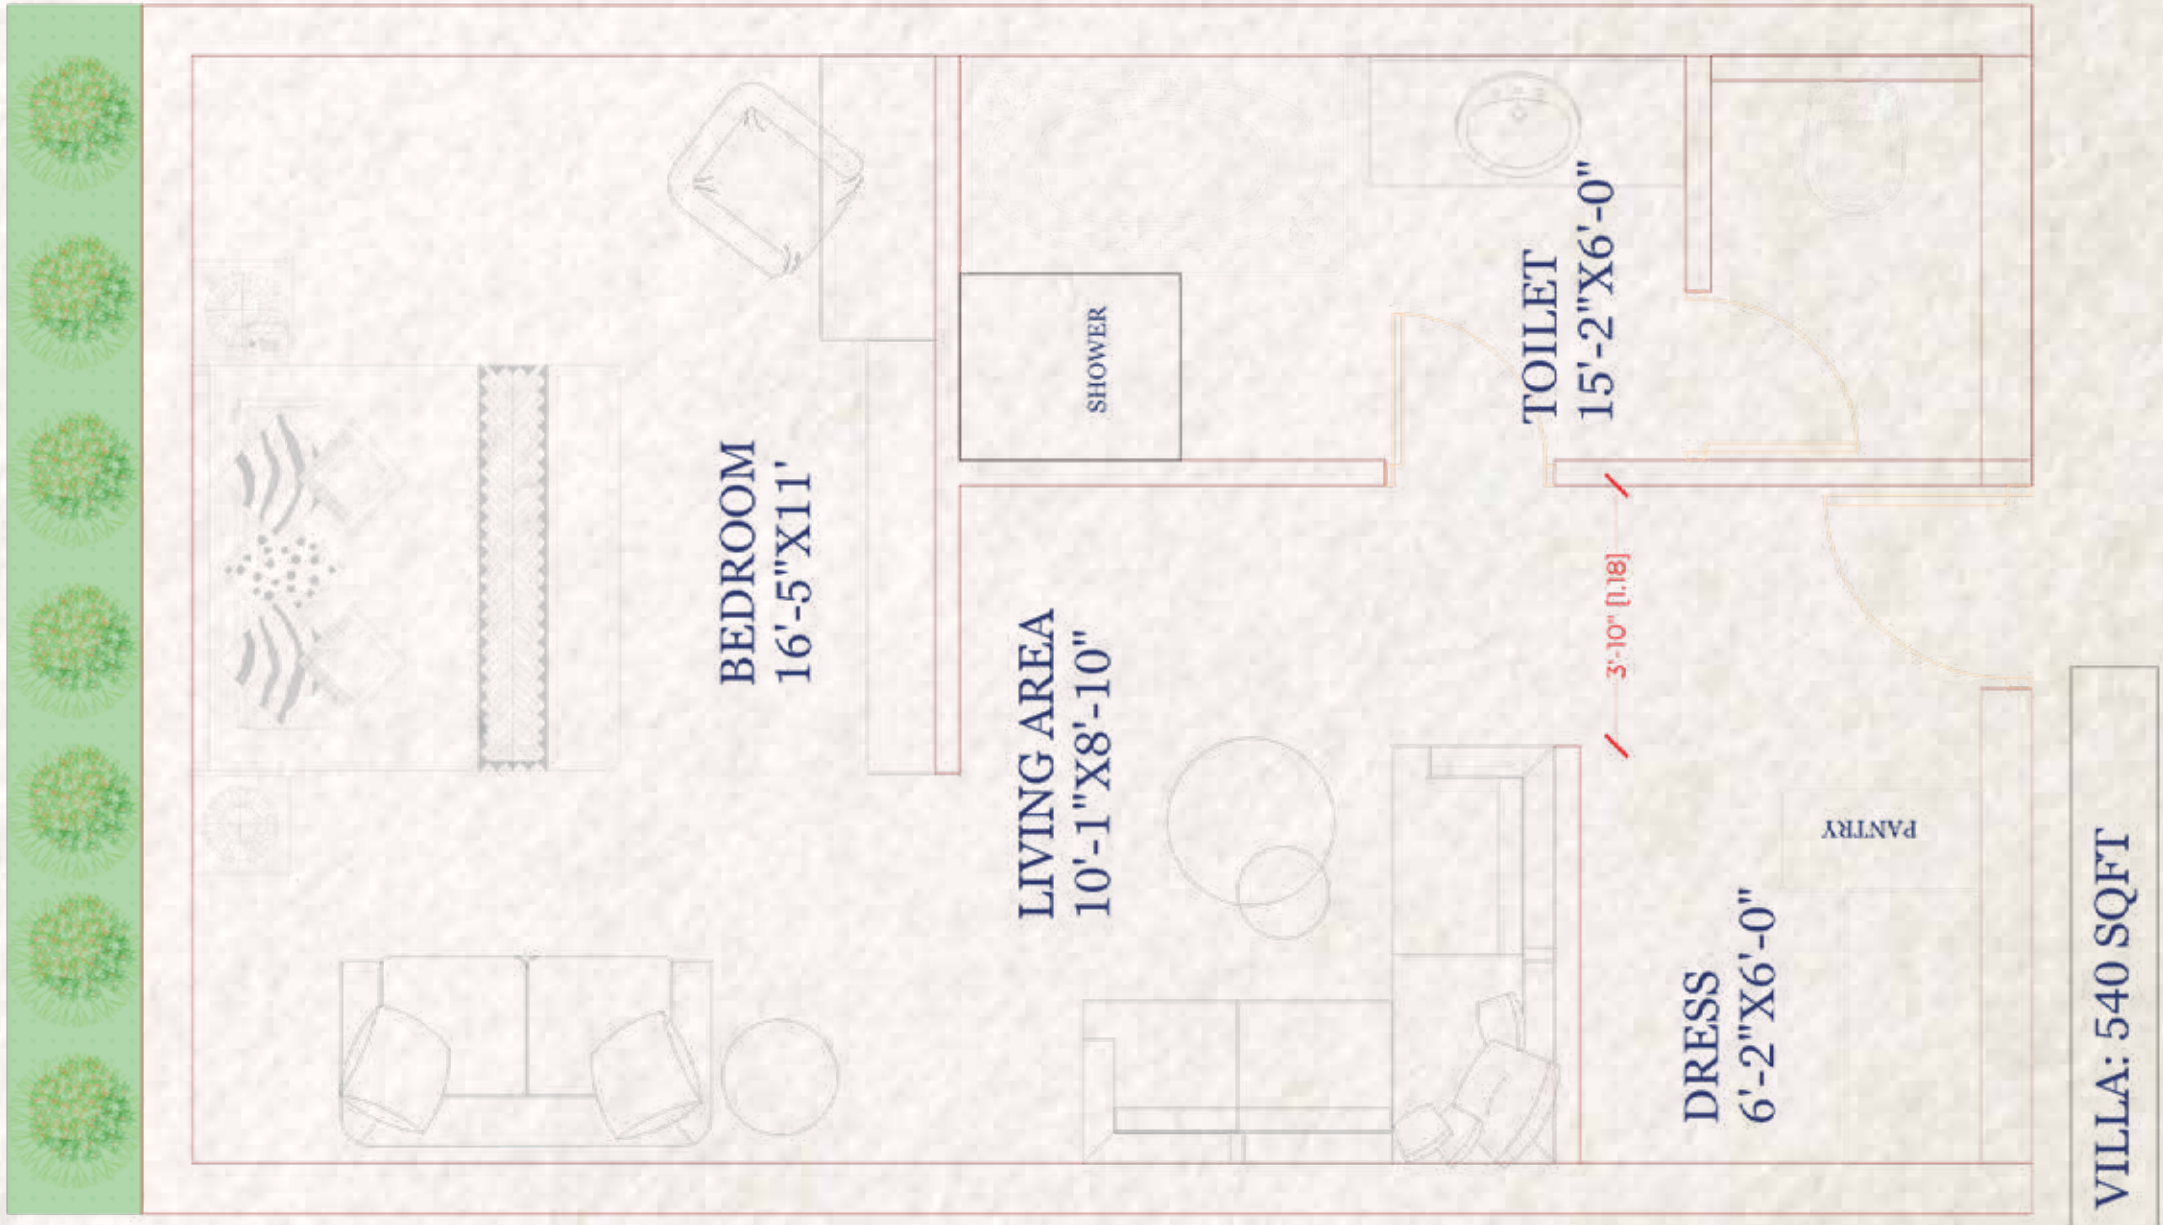 BEDROOM
16'-5"X11'
SHOWER
LIVING AREA
10'-1"X8'-10"
TOILET
15'-2"X6'-0"
3'-10" [1.18]
PANTRY
DRESS
6'-2"X6'-0"
VILLA: 540 SQFT